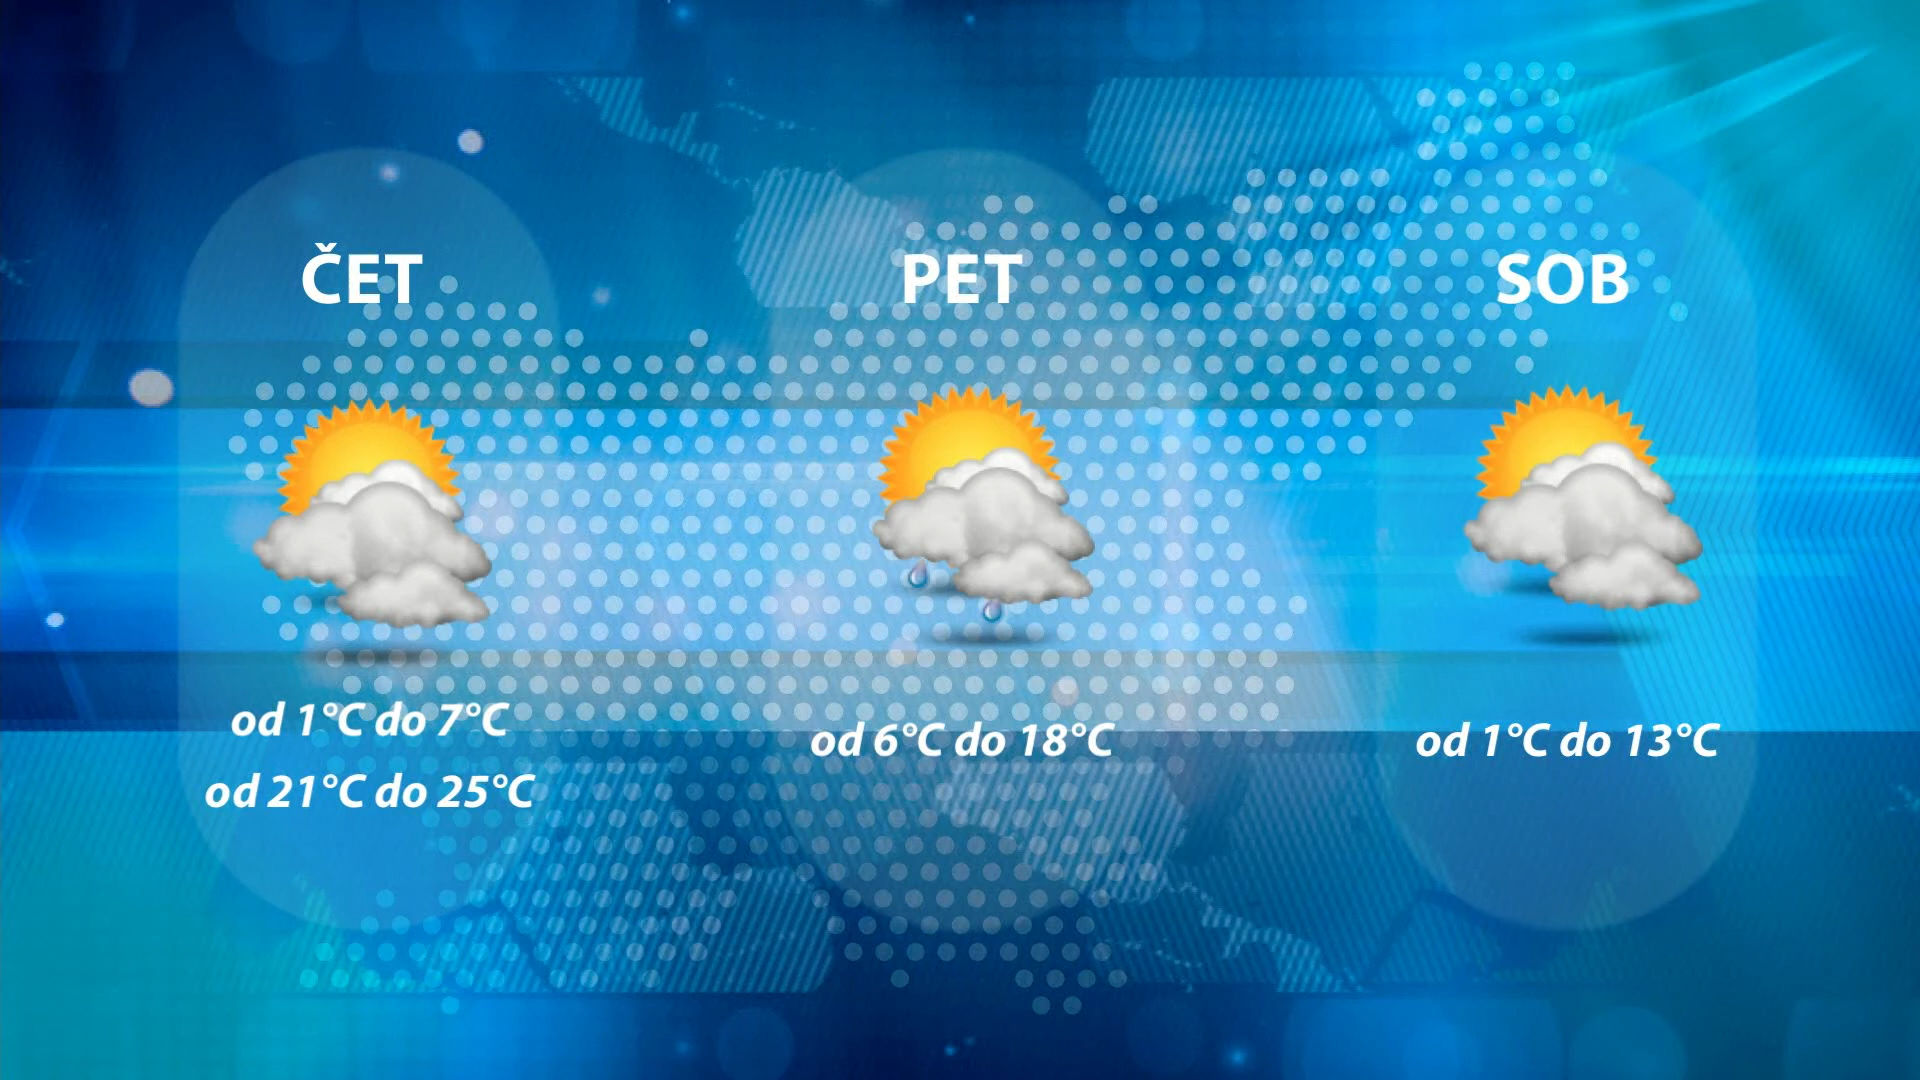 ČET
od 1°C do 7°C
od 21°C do 25°C
PET
od 6°C do 18°C
SOB
od 1°C do 13°C